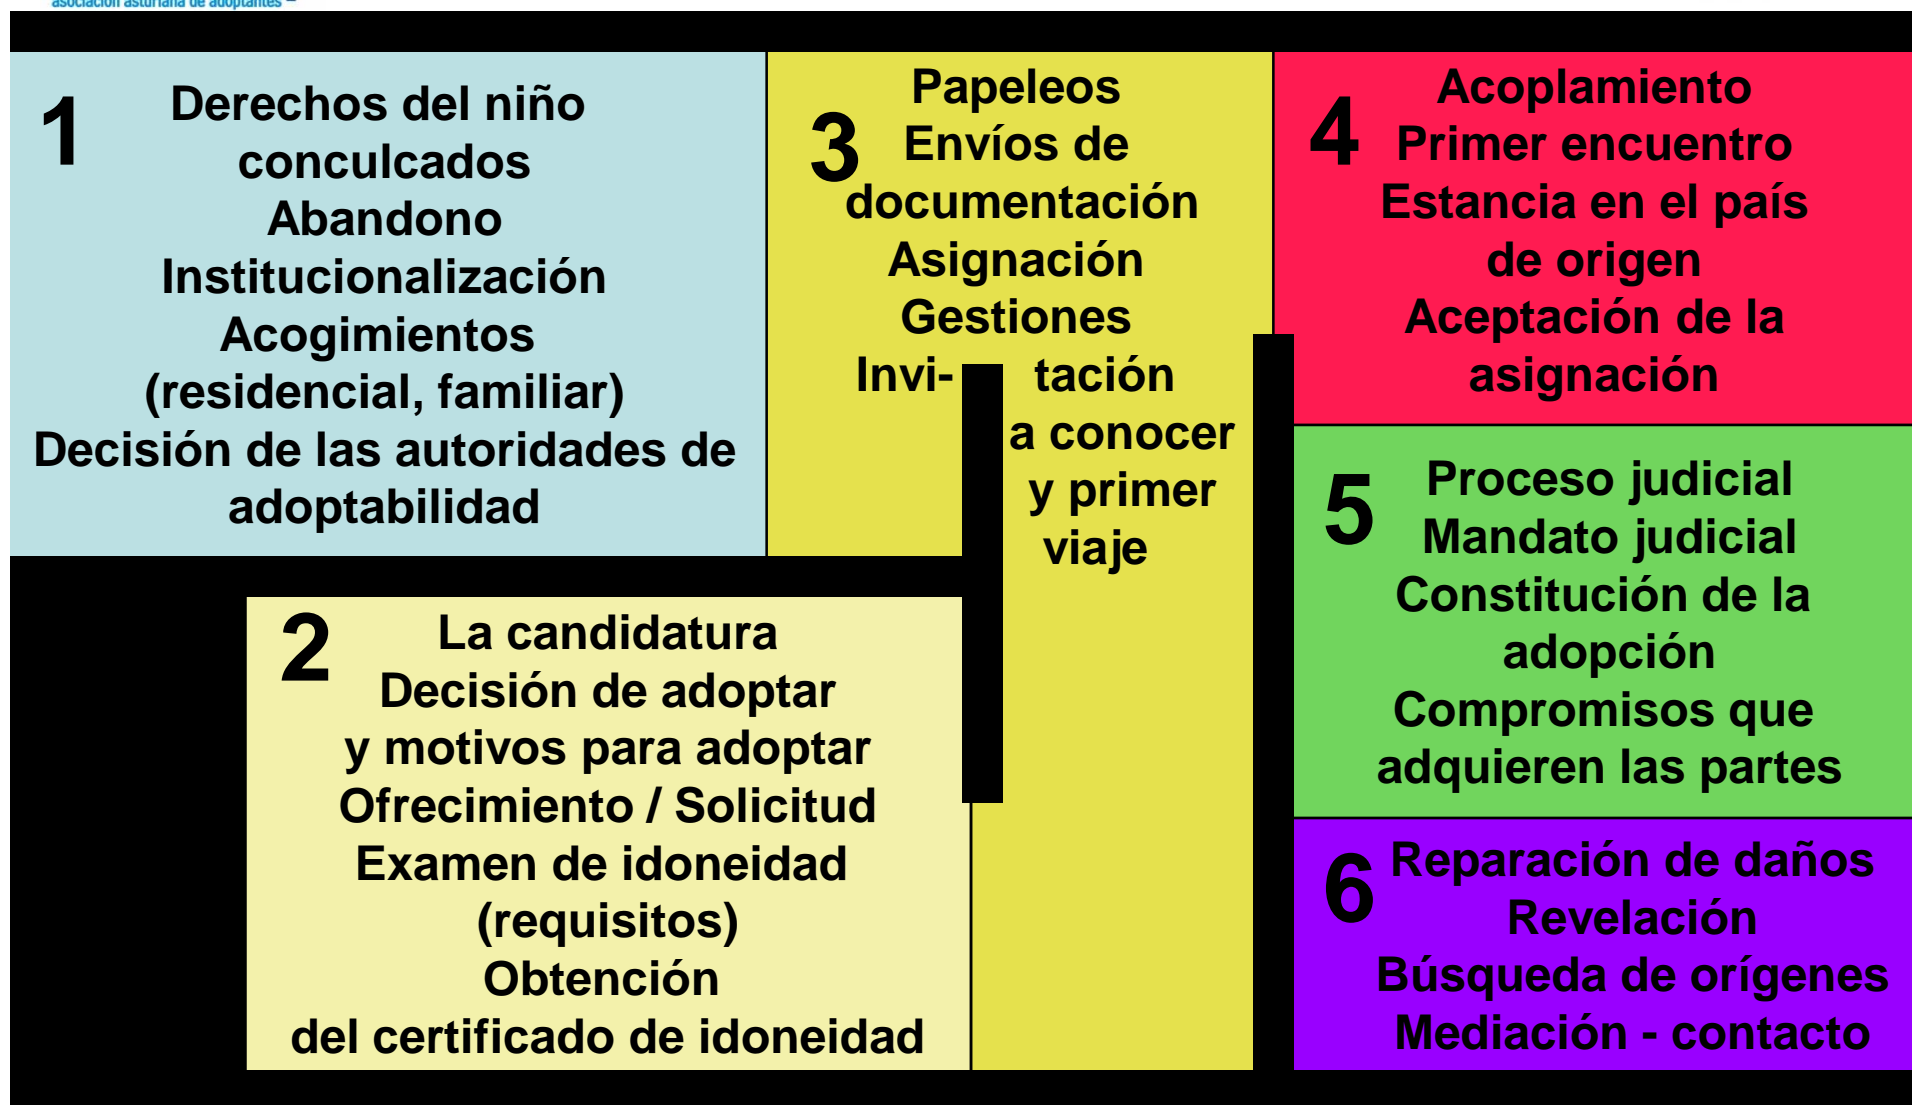 asociación asturiana de adoptantes
1
Derechos del niño
conculcados
Abandono
Institucionalización
Acogimientos
(residencial, familiar)
Decisión de las autoridades de
adoptabilidad
2
La candidatura
Decisión de adoptar
y motivos para adoptar
Ofrecimiento / Solicitud
Examen de idoneidad
(requisitos)
Obtención
del certificado de idoneidad
3
Papeleos
Envíos de
documentación
Asignación
Gestiones
Invi- tación
a conocer
y primer
viaje
4
Acoplamiento
Primer encuentro
Estancia en el país
de origen
Aceptación de la
asignación
5
Proceso judicial
Mandato judicial
Constitución de la
adopción
Compromisos que
adquieren las partes
6
Reparación de daños
Revelación
Búsqueda de orígenes
Mediación - contacto